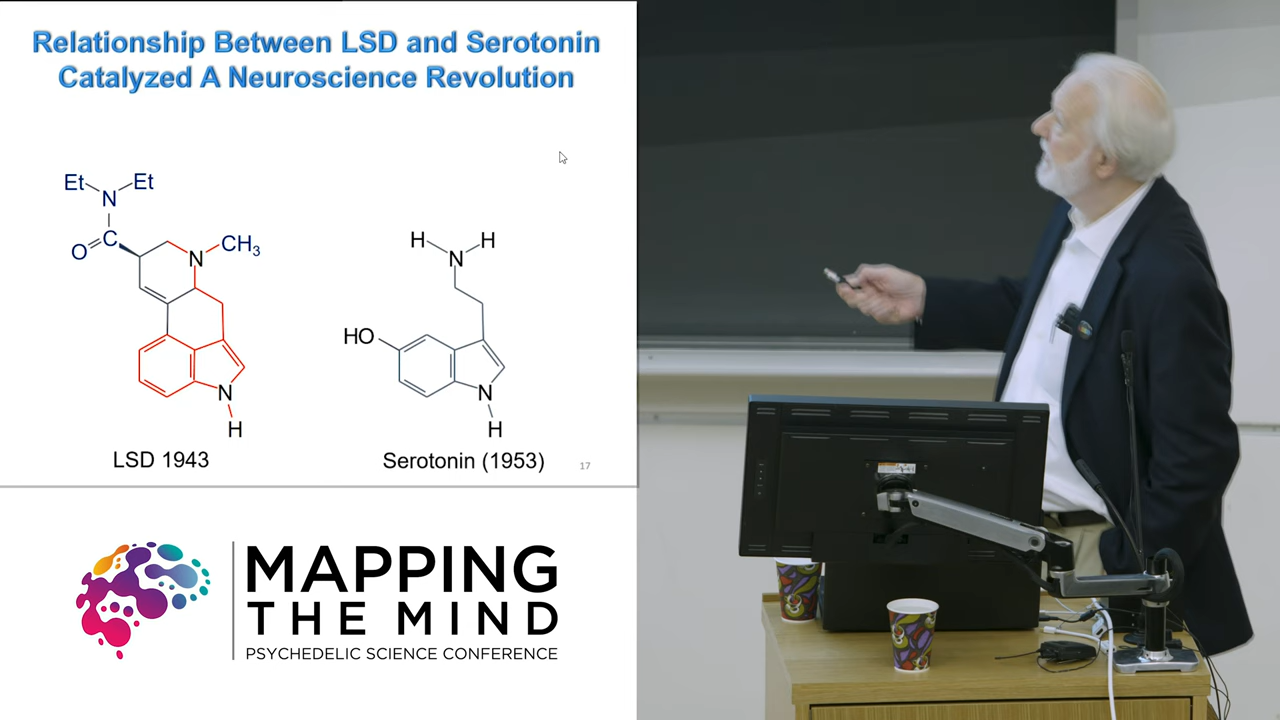 Relationship Between LSD and Serotonin
Catalyzed A Neuroscience Revolution
Et
Et
N
O
C
N
CH3
N
H
LSD 1943
H
H
N
HO
N
H
Serotonin (1953)
17
MAPPING
THE MIND
PSYCHEDELIC SCIENCE CONFERENCE